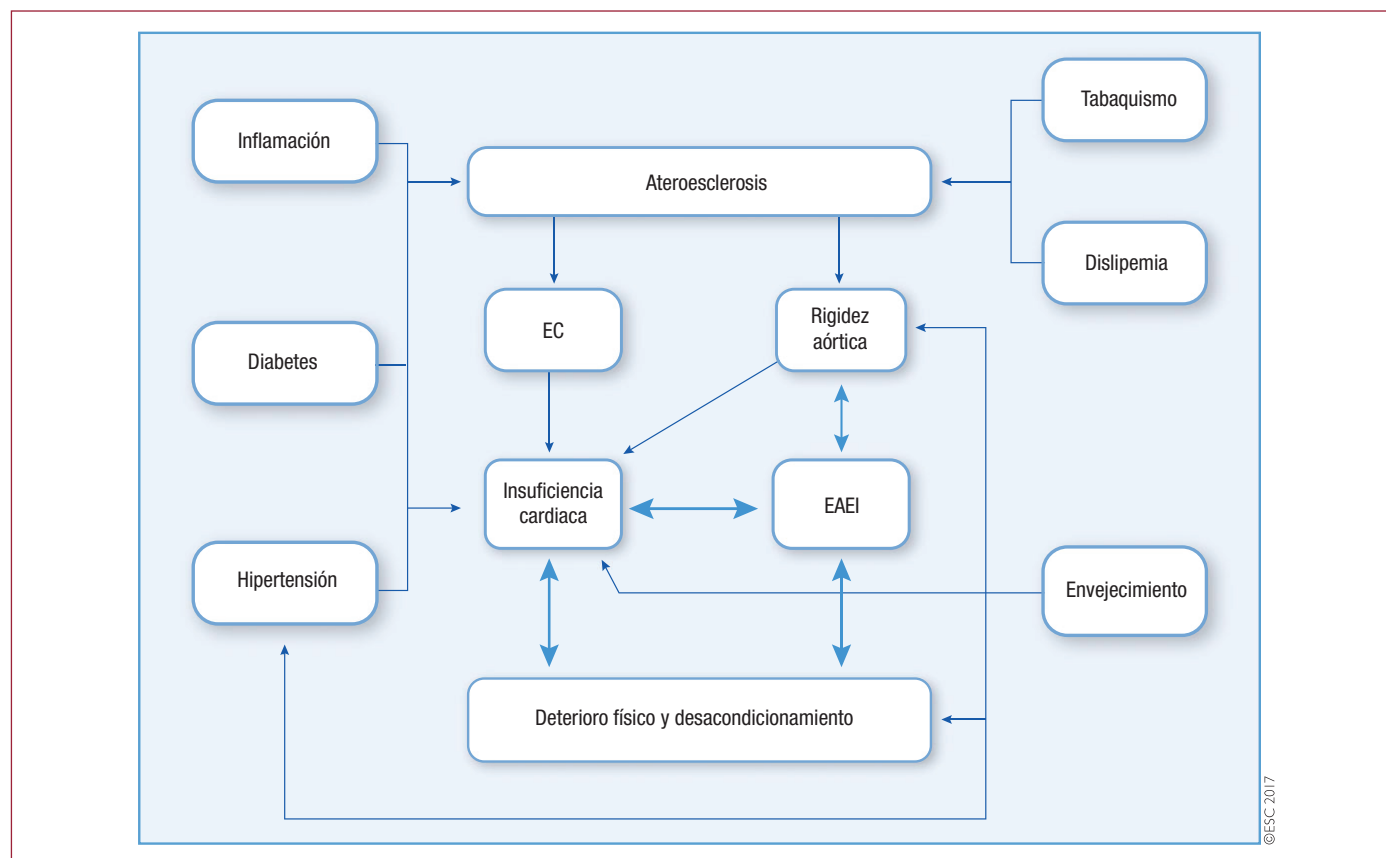 Tabaquismo
Inflamación
Ateroesclerosis
Dislipemia
EC
Rigidez
aórtica
Diabetes
Insuficiencia
cardiaca
EAEI
Hipertensión
Envejecimiento
Deterioro físico y desacondicionamiento
©ESC 2017